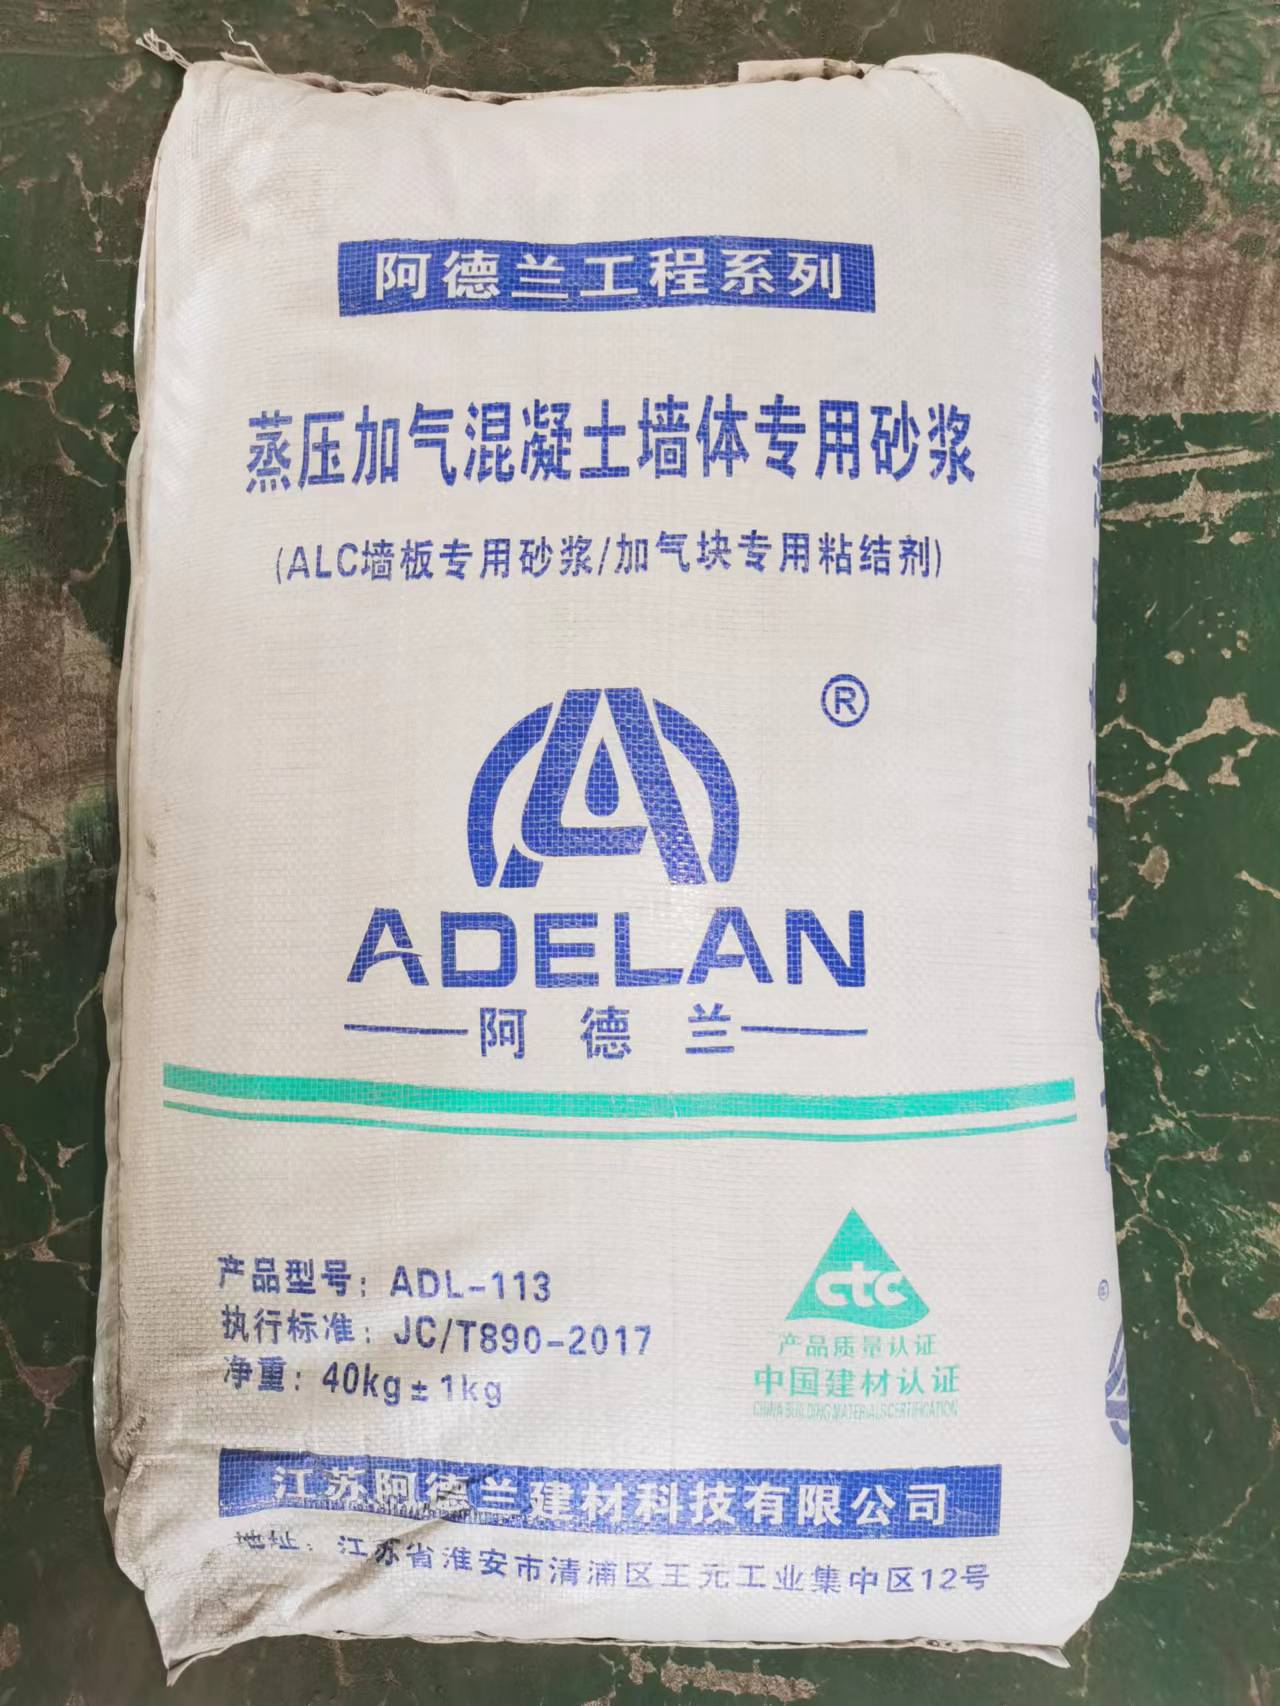 阿德兰工程系列
蒸压加气混凝土墙体专用砂浆
(ALC墙板专用砂浆/加气块专用粘结剂)
®
ADELAN
阿德兰
产品型号：ADL-113
执行标准：JC/T890-2017
净重：40kg±1kg
ctc
产品质量认证
中国建材认证
CHINA BUILDING MATERIALS CERTIFICATION
江苏阿德兰建材科技有限公司
地址：江苏省淮安市清浦区王元工业集中区12号